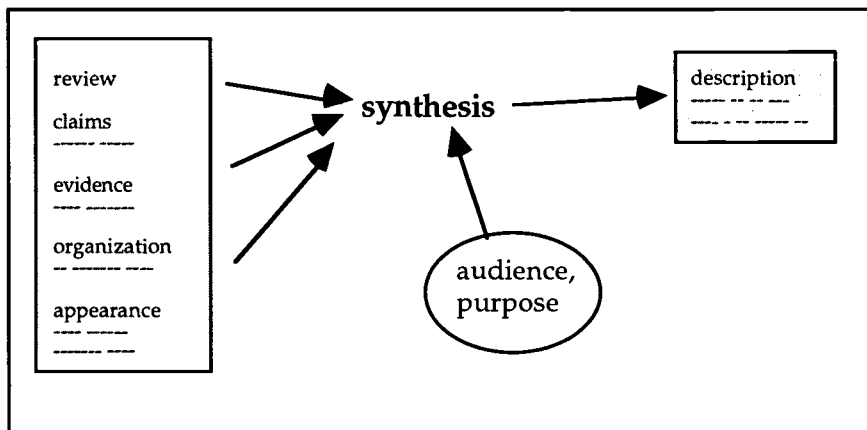 review
claims
evidence
organization
appearance
synthesis
description
audience,
purpose